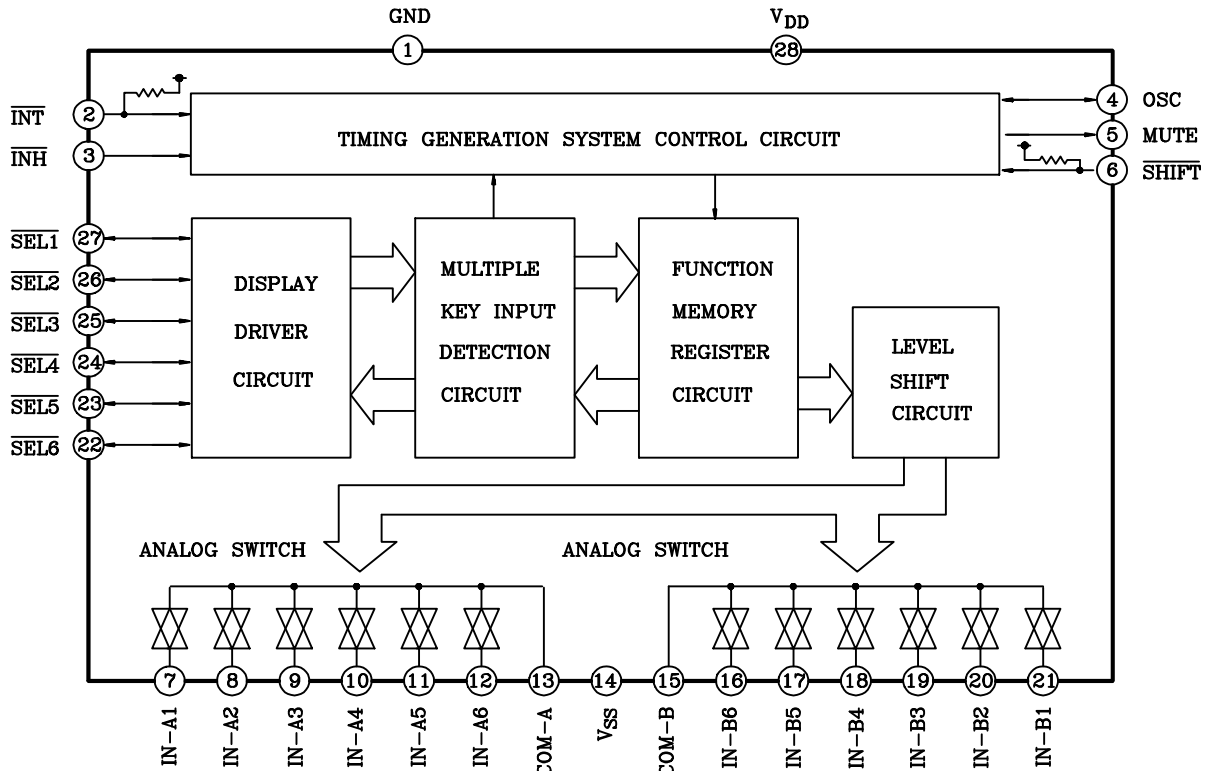 GND
V DD
1
28
INT
2
INH
3
TIMING GENERATION SYSTEM CONTROL CIRCUIT
4
OSC
5
MUTE
6
SHIFT
SEL1
27
SEL2
26
SEL3
25
SEL4
24
SEL5
23
SEL6
22
DISPLAY
DRIVER
CIRCUIT
MULTIPLE
KEY INPUT
DETECTION
CIRCUIT
FUNCTION
MEMORY
REGISTER
CIRCUIT
LEVEL
SHIFT
CIRCUIT
ANALOG SWITCH
ANALOG SWITCH
7
8
9
10
11
12
13
14
15
16
17
18
19
20
21
IN-A1
IN-A2
IN-A3
IN-A4
IN-A5
IN-A6
COM-A
VSS
COM-B
IN-B6
IN-B5
IN-B4
IN-B3
IN-B2
IN-B1